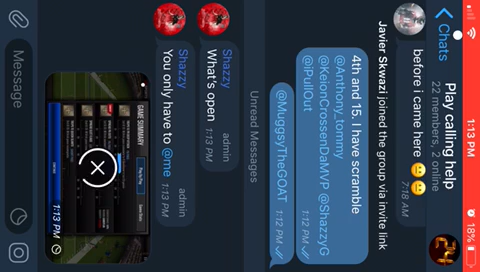 1:13 PM
18%
Chats
Play calling help
22 members, 2 online
24
before i came here 😐😐
7:18 AM
Javier Skwazi joined the group via invite link
4th and 15. I have scramble
@Anthony_tommy
@KeionCrossenDaMVP @ShazzyG
@IPullOut
1:12 PM
@MuggsyTheGOAT
1:12 PM
Unread Messages
Shazzy
admin
What's open
1:13 PM
Shazzy
admin
You only have to @me
1:13 PM
GAME SUMMARY
1:13 PM
Message